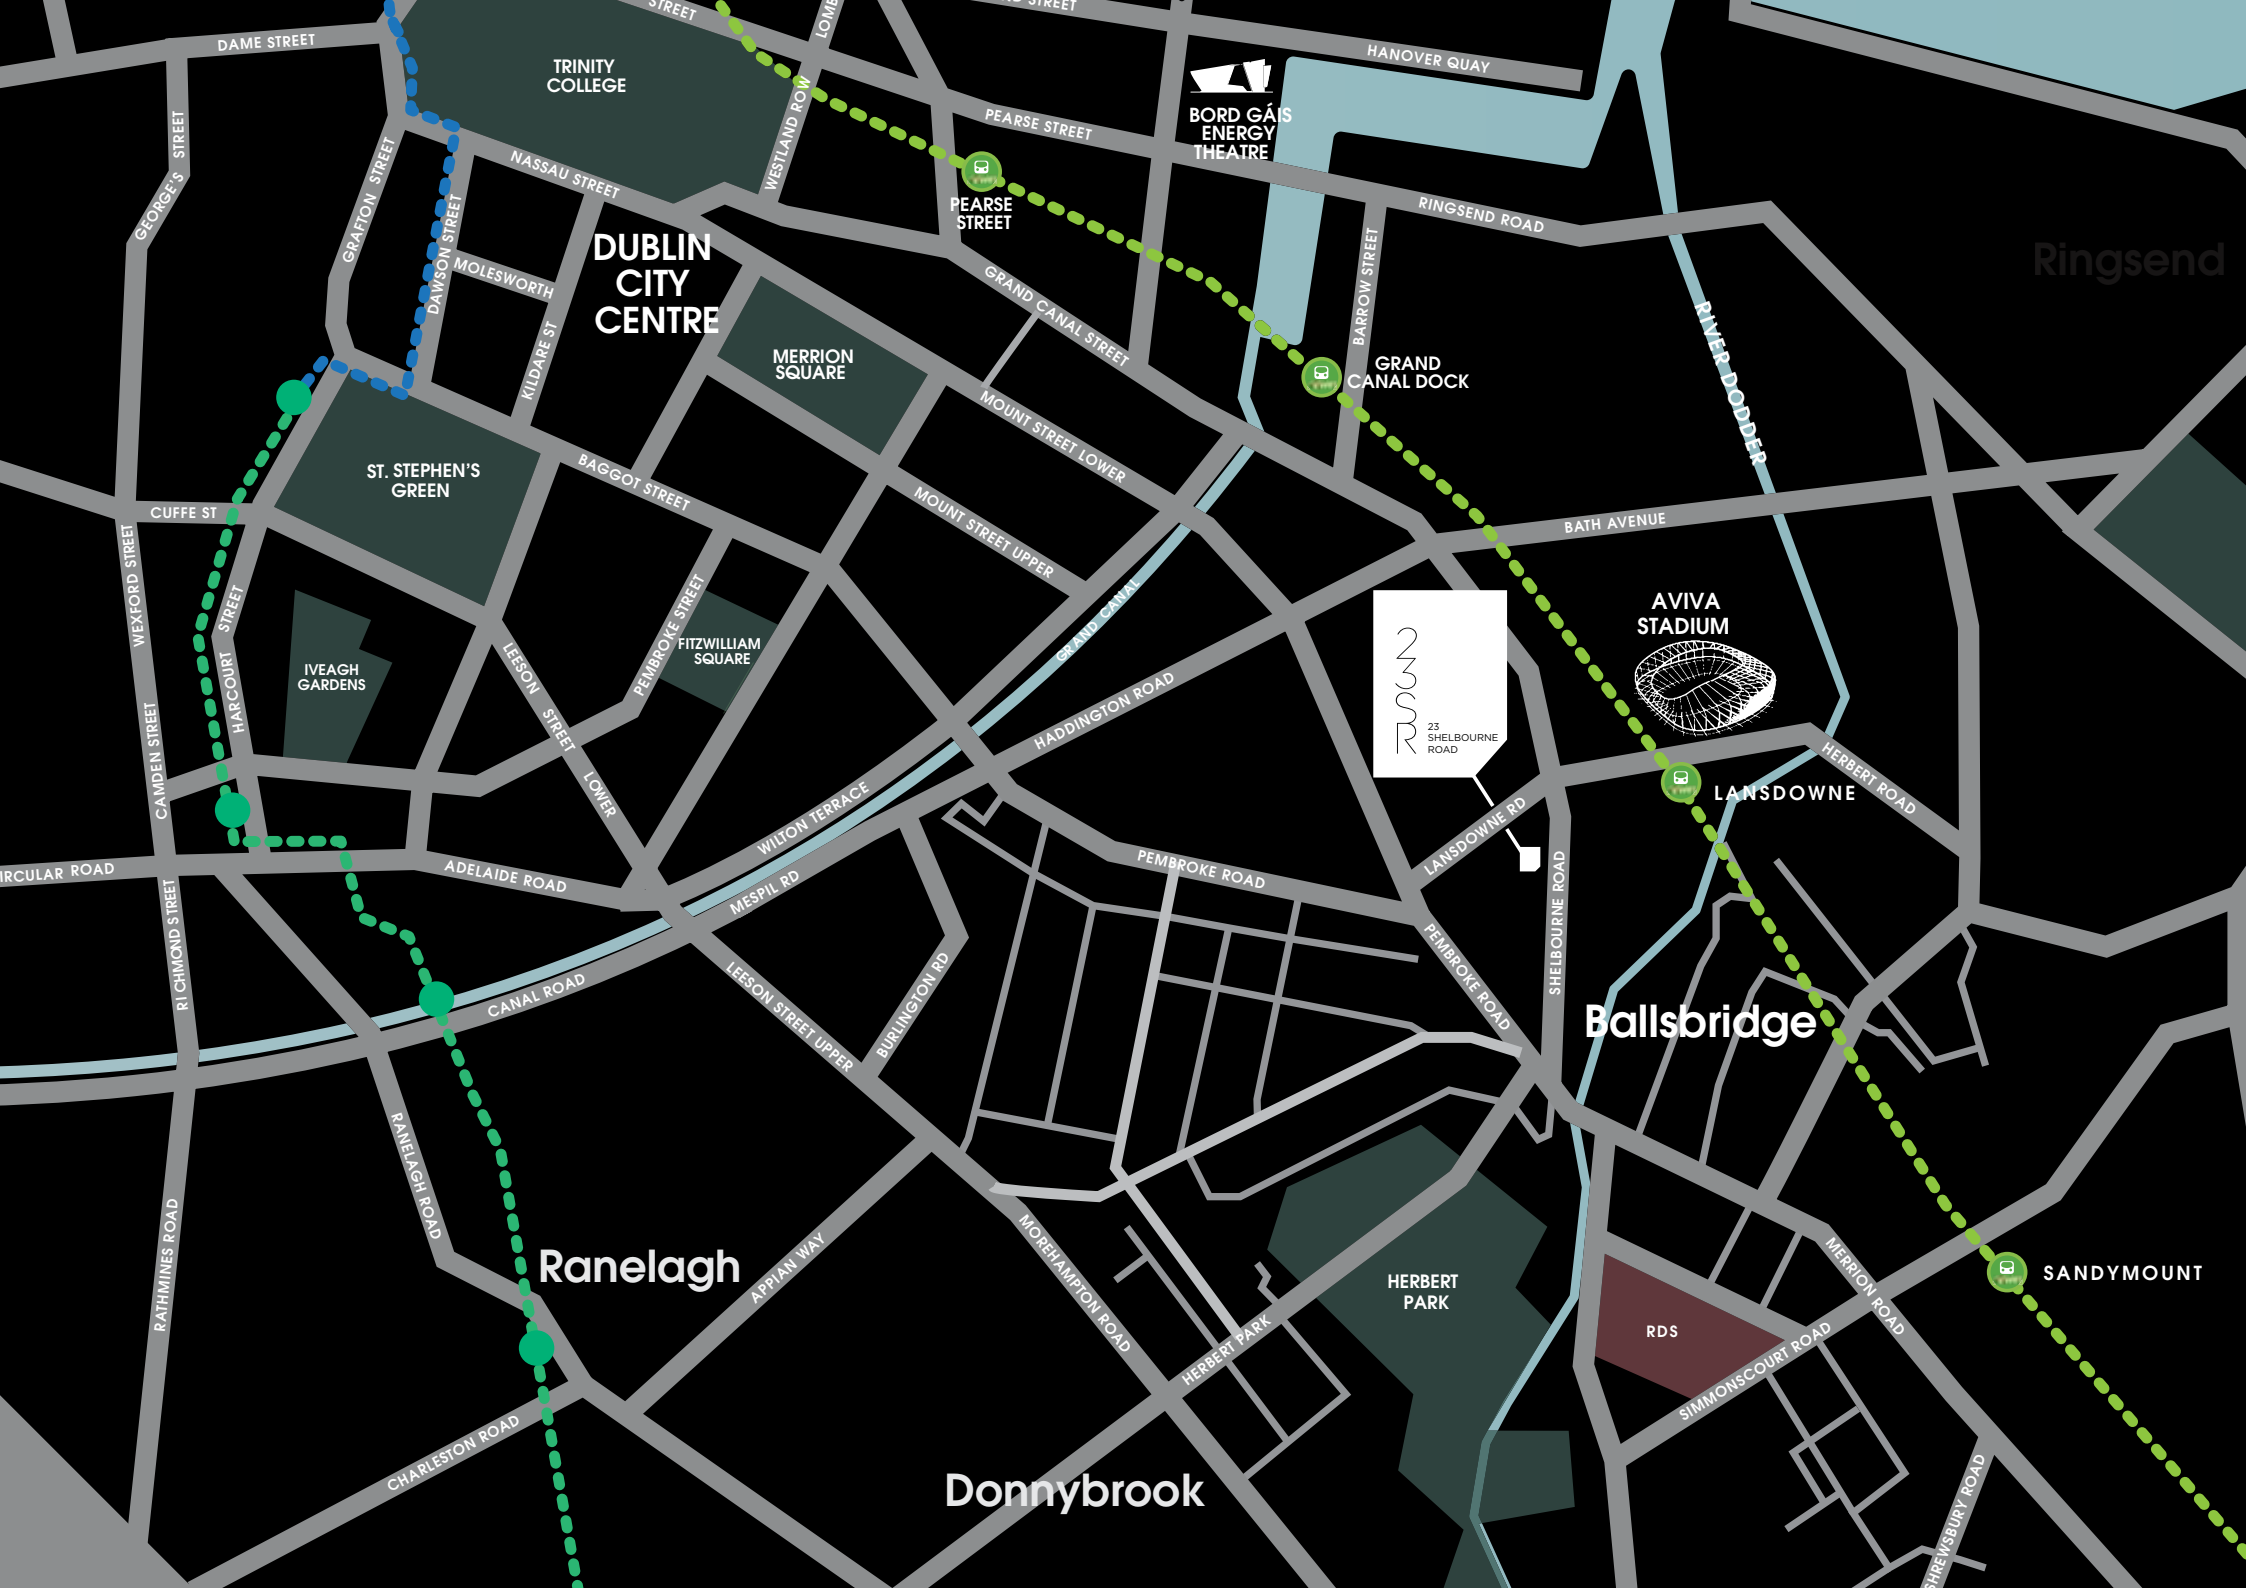 STREET
D STREET
LOMB
DAME STREET
HANOVER QUAY
TRINITY
COLLEGE
BORD GÁIS
ENERGY
THEATRE
PEARSE STREET
WESTLAND ROW
GEORGE'S STREET
GRAFTON STREET
NASSAU STREET
PEARSE
STREET
RINGSEND ROAD
DAWSON STREET
MOLESWORTH
DUBLIN
CITY
CENTRE
Ringsend
GRAND CANAL STREET
BARROW STREET
RIVER DODDER
KILDARE ST
MERRION
SQUARE
GRAND
CANAL DOCK
MOUNT STREET LOWER
ST. STEPHEN'S
GREEN
BAGGOT STREET
CUFFE ST
MOUNT STREET UPPER
BATH AVENUE
WEXFORD STREET
HARCOURT STREET
PEMBROKE STREET
FITZWILLIAM
SQUARE
GRAND CANAL
AVIVA
STADIUM
IVEAGH
GARDENS
LEESON STREET LOWER
23SR
23
SHELBOURNE
ROAD
HADDINGTON ROAD
CAMDEN STREET
HERBERT ROAD
LANSDOWNE
WILTON TERRACE
LANSDOWNE RD
IRCULAR ROAD
ADELAIDE ROAD
MESPIL RD
PEMBROKE ROAD
SHELBOURNE ROAD
RICHMOND STREET
CANAL ROAD
LEESON STREET UPPER
BURLINGTON RD
PEMBROKE ROAD
Ballsbridge
RANELAGH ROAD
RATHMINES ROAD
Ranelagh
APPIAN WAY
MOREHAMPTON ROAD
HERBERT
PARK
MERRION ROAD
SANDYMOUNT
HERBERT PARK
RDS
SIMMONSCOURT ROAD
CHARLESTON ROAD
Donnybrook
SHREWSBURY ROAD